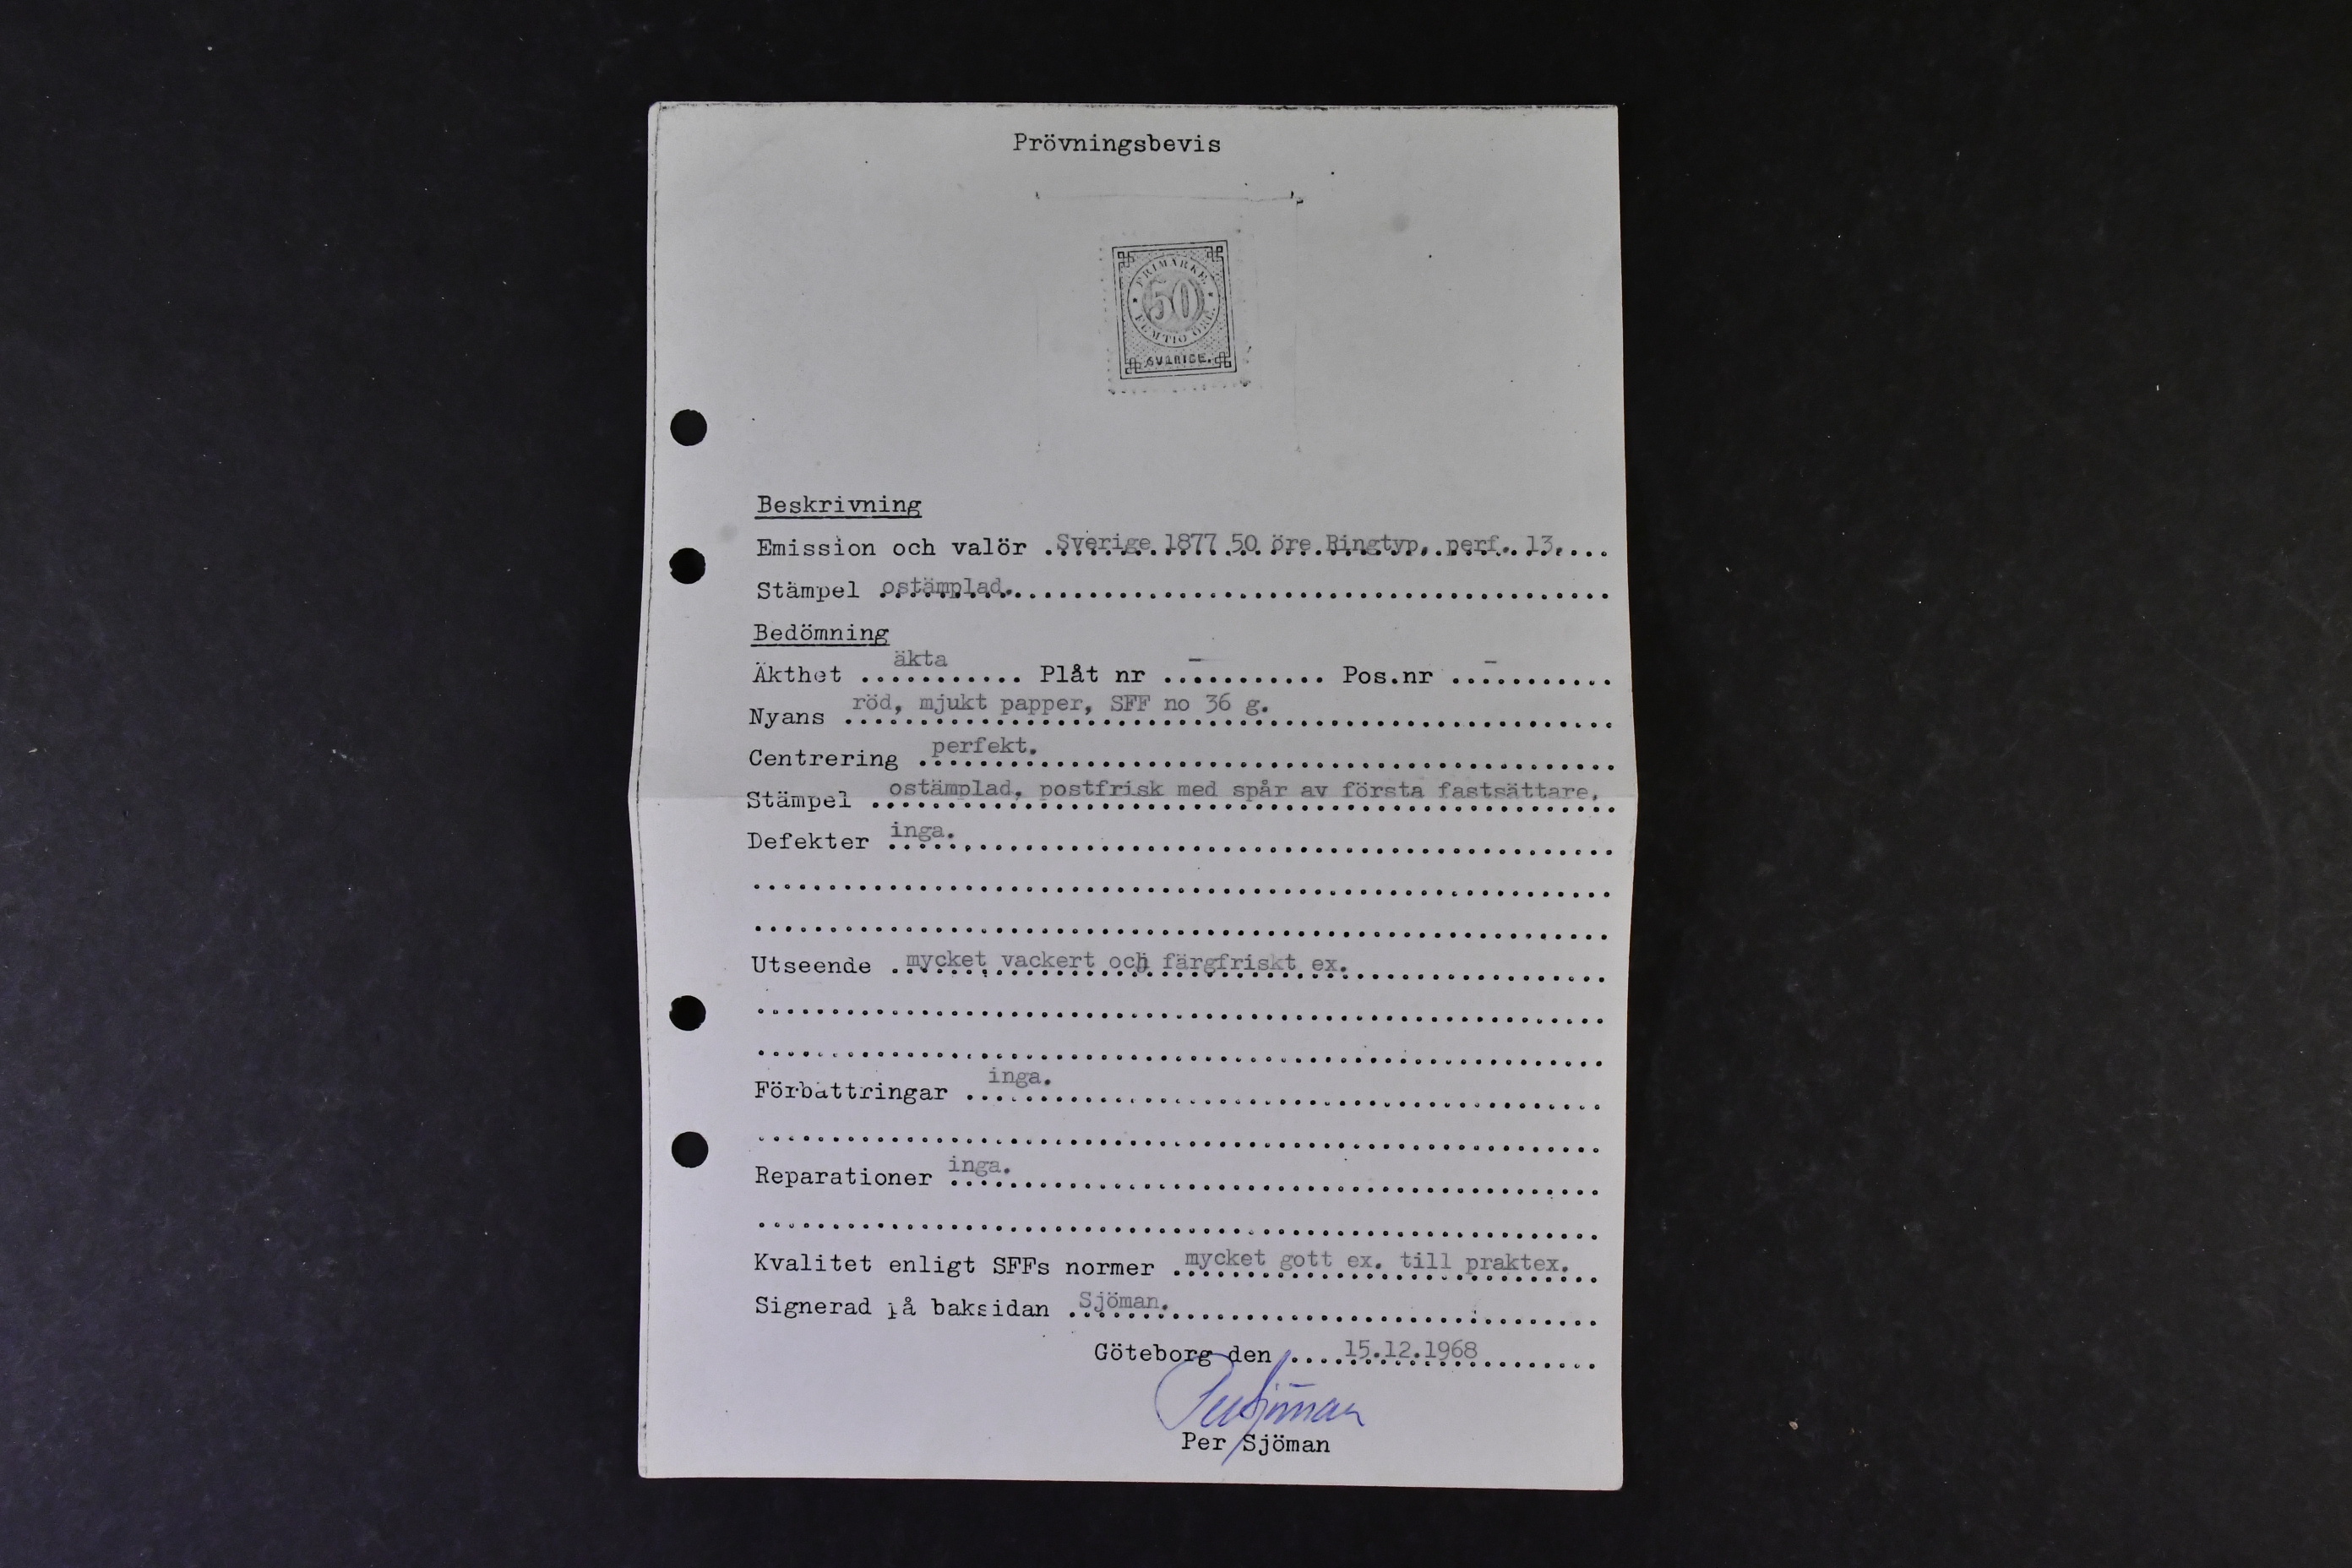 Prövningsbevis
FRIMÄRKE
50
FEMTIO ÖRE.
SVERIGE.
Beskrivning
Emission och valör .Sverige 1877 50 öre Ringtyp, perf. 13....
Stämpel ostämplad.......................................
Bedömning
Äkthet äkta........... Plåt nr ..-........ Pos.nr ..-........
Nyans röd, mjukt papper, SFF no 36 g.......................
Centrering perfekt........................................
Stämpel ostämplad, postfrisk med spår av första fastsättare.
Defekter inga.............................................
.........................................................
.........................................................
Utseende .mycket vackert och färgfriskt ex.................
.........................................................
.........................................................
Förbättringar inga........................................
.........................................................
Reparationer inga.........................................
.........................................................
Kvalitet enligt SFFs normer mycket gott ex. till praktex...
Signerad på baksidan Sjöman...............................
Göteborg den ....15.12.1968........
Per Sjöman
Per Sjöman